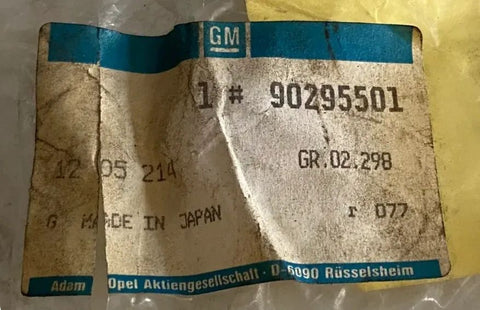 GM
1 # 90295501
12 05 214 GR.02.298
G MADE IN JAPAN r 077
Adam Opel Aktiengesellschaft · D-6090 Rüsselsheim